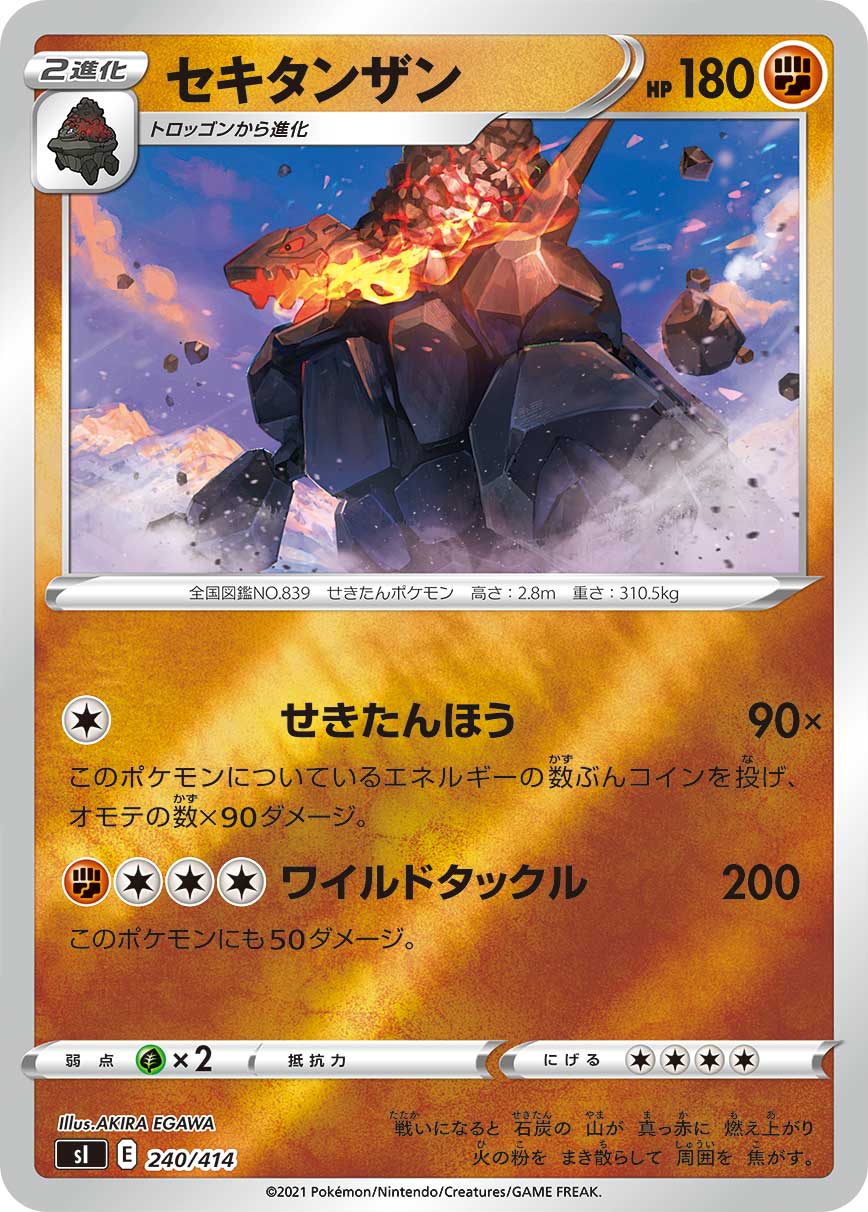 2進化
セキタンザン
HP 180
トロッゴンから進化
全国図鑑NO.839 せきたんポケモン 高さ:2.8m 重さ:310.5kg
せきたんほう 90×
このポケモンについているエネルギーの数ぶんコインを投げ、
オモテの数×90ダメージ。
ワイルドタックル 200
このポケモンにも50ダメージ。
弱点 ×2 抵抗力 にげる
Illus.AKIRA EGAWA
sI E 240/414
戦いになると 石炭の 山が 真っ赤に 燃え上がり
火の粉を まき散らして 周囲を 焦がす。
©2021 Pokémon/Nintendo/Creatures/GAME FREAK.